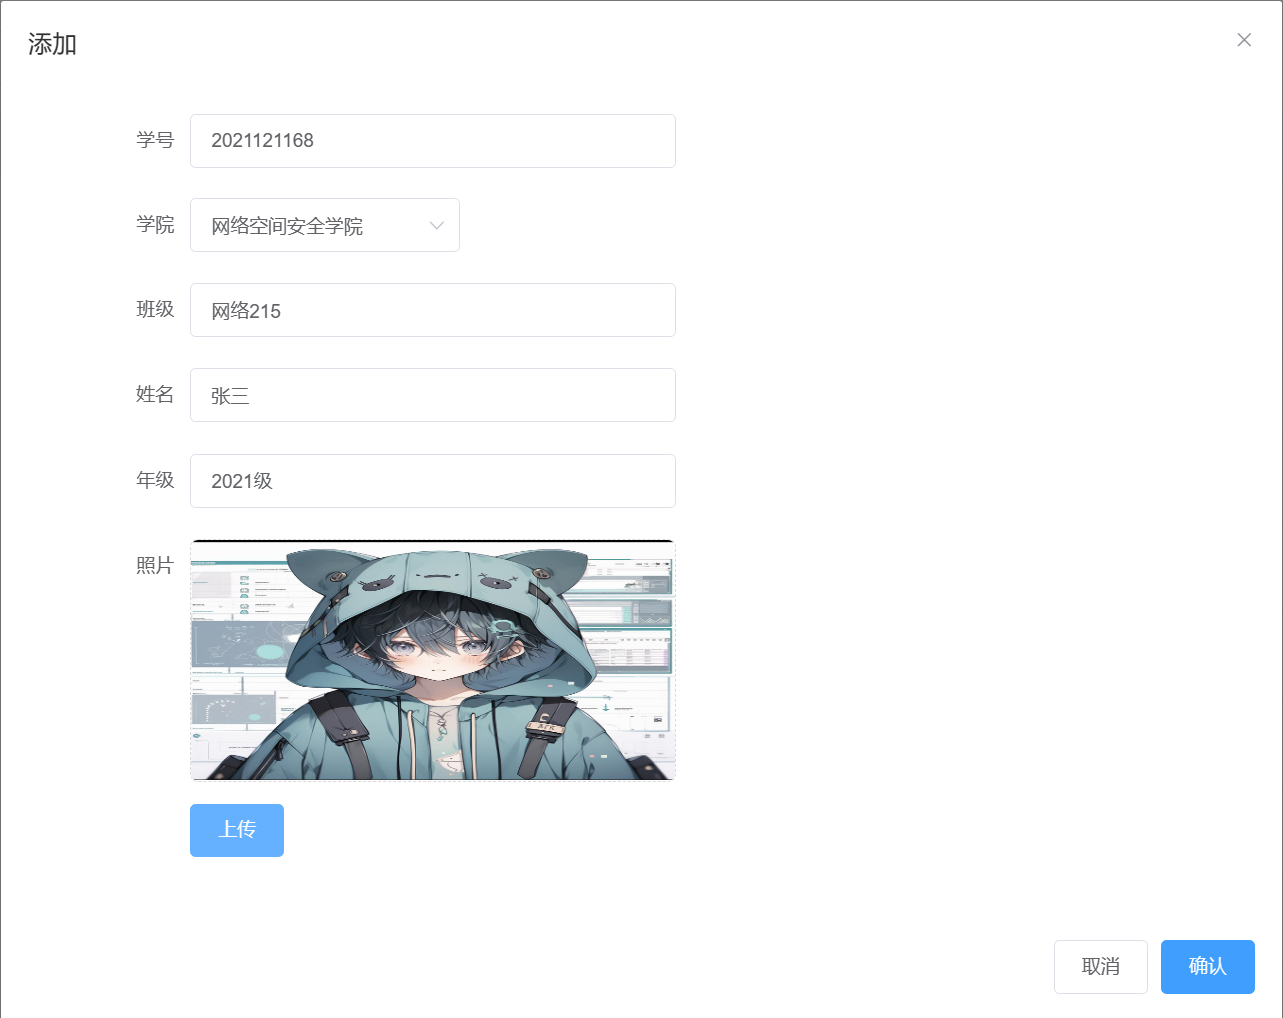 添加
学号 2021121168
学院 网络空间安全学院
班级 网络215
姓名 张三
年级 2021级
照片
上传
取消 确认